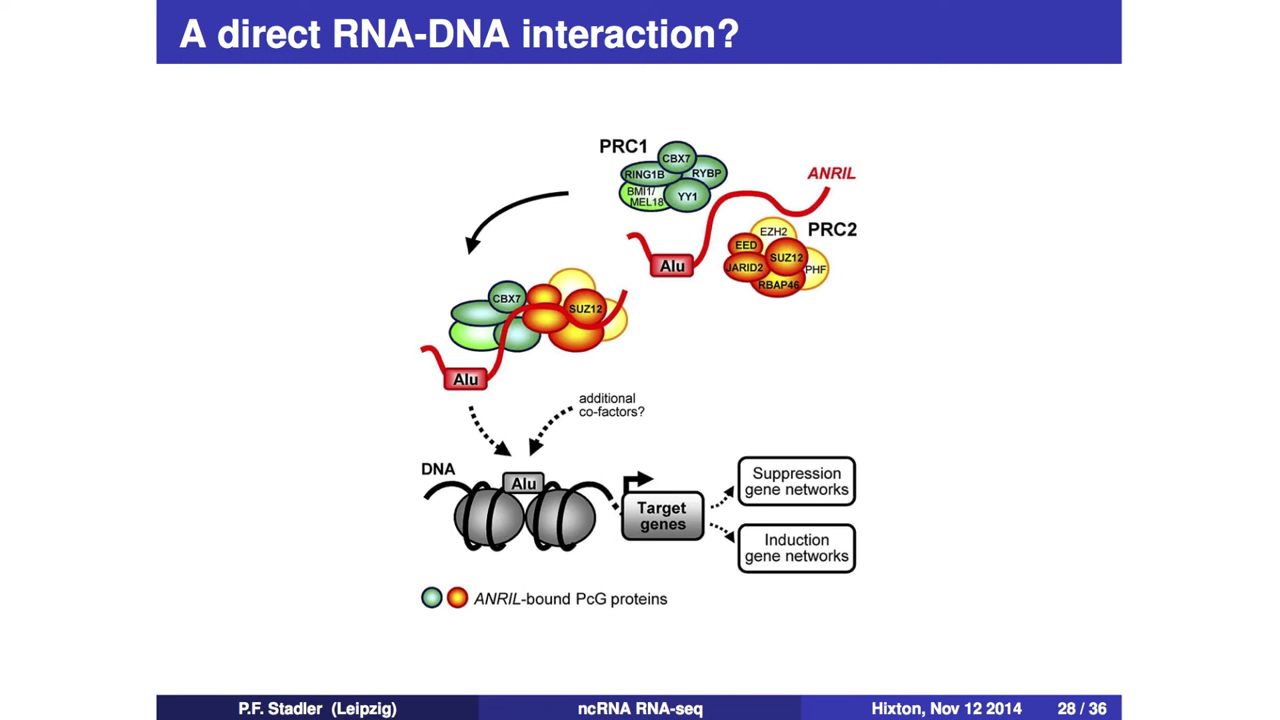 A direct RNA-DNA interaction?
PRC1
CBX7
RING1B
RYBP
BMI1/
MEL18
YY1
ANRIL
PRC2
EZH2
EED
SUZ12
JARID2
PHF
RBAP46
Alu
CBX7
SUZ12
Alu
additional
co-factors?
DNA
Alu
Target
genes
Suppression
gene networks
Induction
gene networks
ANRIL-bound PcG proteins
P.F. Stadler (Leipzig)
ncRNA RNA-seq
Hixton, Nov 12 2014
28 / 36